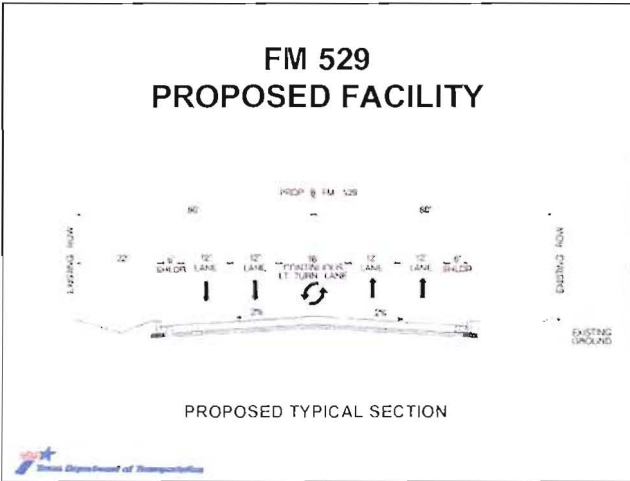 FM 529
PROPOSED FACILITY
PROP ℄ FM 529
60' 60'
EXISTING ROW
EXISTING ROW
22' 6' 12' 12' 16' 12' 12' 6'
SHLDR LANE LANE CONTINUOUS LANE LANE SHLDR
LT TURN LANE
2% 2%
EXISTING
GROUND
PROPOSED TYPICAL SECTION
Texas Department of Transportation